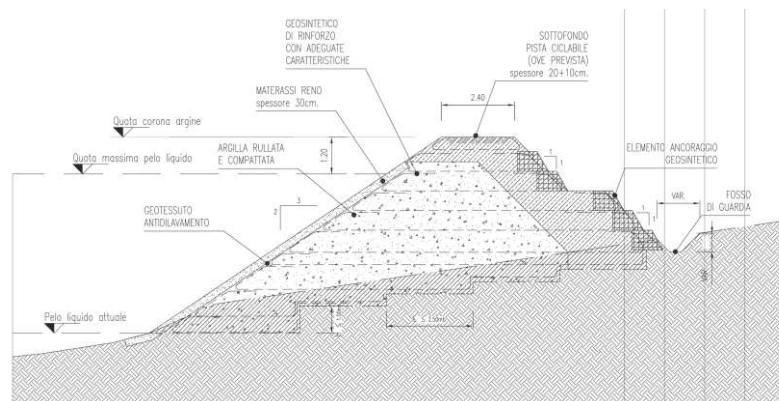 GEOSINTETICO
DI RINFORZO
CON ADEGUATE
CARATTERISTICHE
SOTTOFONDO
PISTA CICLABILE
(OVE PREVISTA)
spessore 20+10cm.
MATERASSI RENO
spessore 30cm.
2.40
Quota corona argine
ARGILLA RULLATA
E COMPATTATA
1.20
1
1
ELEMENTO ANCORAGGIO
GEOSINTETICO
Quota massima pelo liquido
VAR.
FOSSO
DI GUARDIA
3
2
1
1
GEOTESSUTO
ANTIDILAVAMENTO
VAR.
Pelo liquido attuale